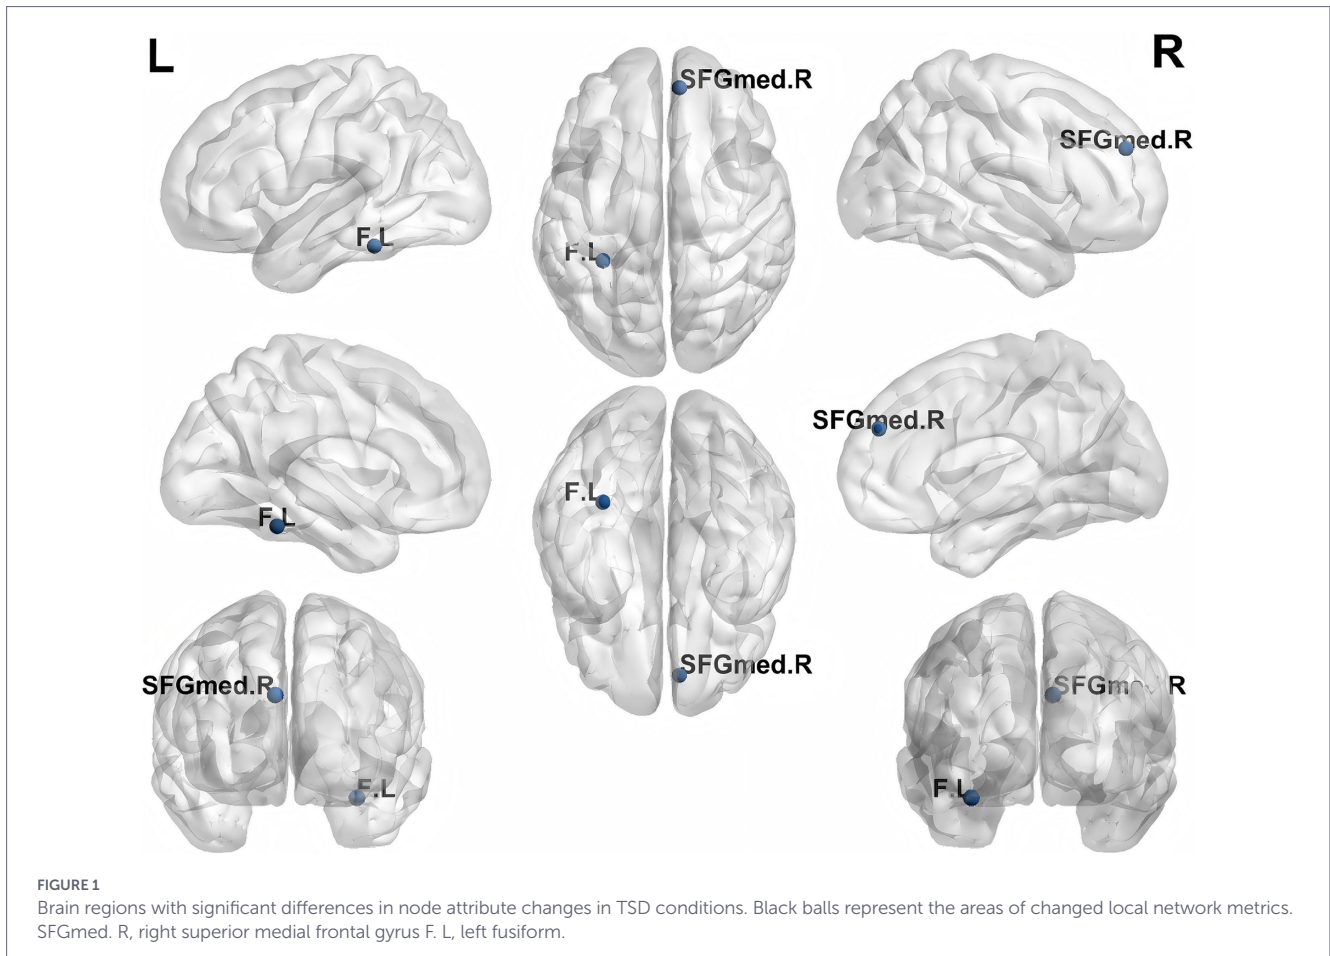 L
R
SFGmed.R
SFGmed.R
F.L
F.L
SFGmed.R
F.L
F.L
SFGmed.R
SFGmed.R
SFGmed.R
F.L
F.L
FIGURE 1
Brain regions with significant differences in node attribute changes in TSD conditions. Black balls represent the areas of changed local network metrics.
SFGmed. R, right superior medial frontal gyrus F. L, left fusiform.